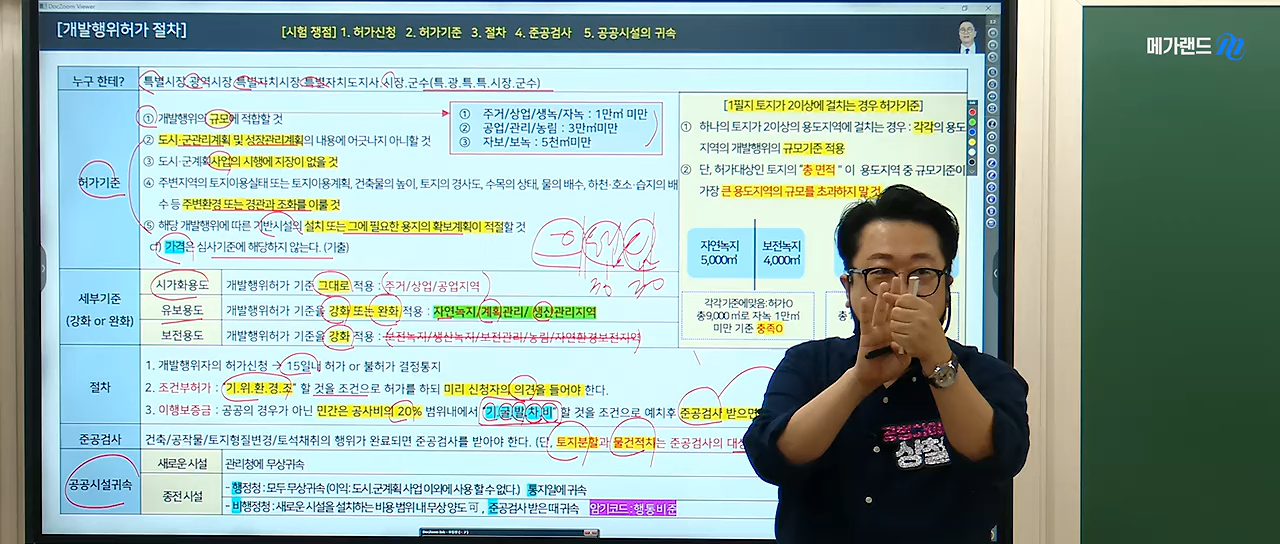 DocZoom Viewer
[개발행위허가 절차]
[시험 쟁점] 1. 허가신청 2. 허가기준 3. 절차 4. 준공검사 5. 공공시설의 귀속
메가랜드
누구 한테?
특별시장 광역시장 특별자치시장 특별자치도지사 시장.군수(특.광.특.특.시장.군수)
허가기준
① 개발행위의 규모에 적합할 것
② 도시·군관리계획 및 성장관리계획의 내용에 어긋나지 아니할 것
③ 도시·군계획사업의 시행에 지장이 없을 것
④ 주변지역의 토지이용실태 또는 토지이용계획, 건축물의 높이, 토지의 경사도, 수목의 상태, 물의 배수, 하천·호소·습지의 배
수 등 주변환경 또는 경관과 조화를 이룰 것
⑤ 해당 개발행위에 따른 기반시설의 설치 또는 그에 필요한 용지의 확보계획이 적절할 것
가격은 심사기준에 해당하지 않는다. (기출)
① 주거/상업/생녹/자녹 : 1만㎡ 미만
② 공업/관리/농림 : 3만㎡미만
③ 자보/보녹 : 5천㎡미만
[1필지 토지가 2이상에 걸치는 경우 허가기준]
① 하나의 토지가 2이상의 용도지역에 걸치는 경우 : 각각의 용도
지역의 개발행위의 규모기준 적용
② 단, 허가대상인 토지의 "총 면적" 이 용도지역 중 규모기준이
가장 큰 용도지역의 규모를 초과하지 말 것
자연녹지
5,000㎡
보전녹지
4,000㎡
각각기준에맞음:허가O
총9,000㎡로 자녹 1만㎡
미만 기준 충족O
세부기준
(강화 or 완화)
시가화용도
개발행위허가 기준 그대로 적용 : 주거/상업/공업지역
유보용도
개발행위허가 기준을 강화 또는 완화 적용 : 자연녹지/계획관리/ 생산관리지역
보전용도
개발행위허가 기준을 강화 적용 : 보전녹지/생산녹지/보전관리/농림/자연환경보전지역
절차
1. 개발행위자의 허가신청 → 15일내 허가 or 불허가 결정통지
2. 조건부허가 : "기.위.환.경.조" 할 것을 조건으로 허가를 하되 미리 신청자의 의견을 들어야 한다.
3. 이행보증금 : 공공의 경우가 아닌 민간은 공사비의 20% 범위내에서 "기,굴,발,차,비" 할 것을 조건으로 예치후 준공검사 받으면
준공검사
건축/공작물/토지형질변경/토석채취의 행위가 완료되면 준공검사를 받아야 한다. (단, 토지분할과 물건적치는 준공검사의 대상
공공시설귀속
새로운 시설
관리청에 무상귀속
종전 시설
- 행정청 : 모두 무상귀속 (이익: 도시.군계획 사업 이외에 사용 할 수 없다.) 통지일에 귀속
- 비행정청 : 새로운 시설을 설치하는 비용 범위 내 무상 양도 可, 준공검사 받은 때 귀속 암기코드 : 행통비준
공법
상철